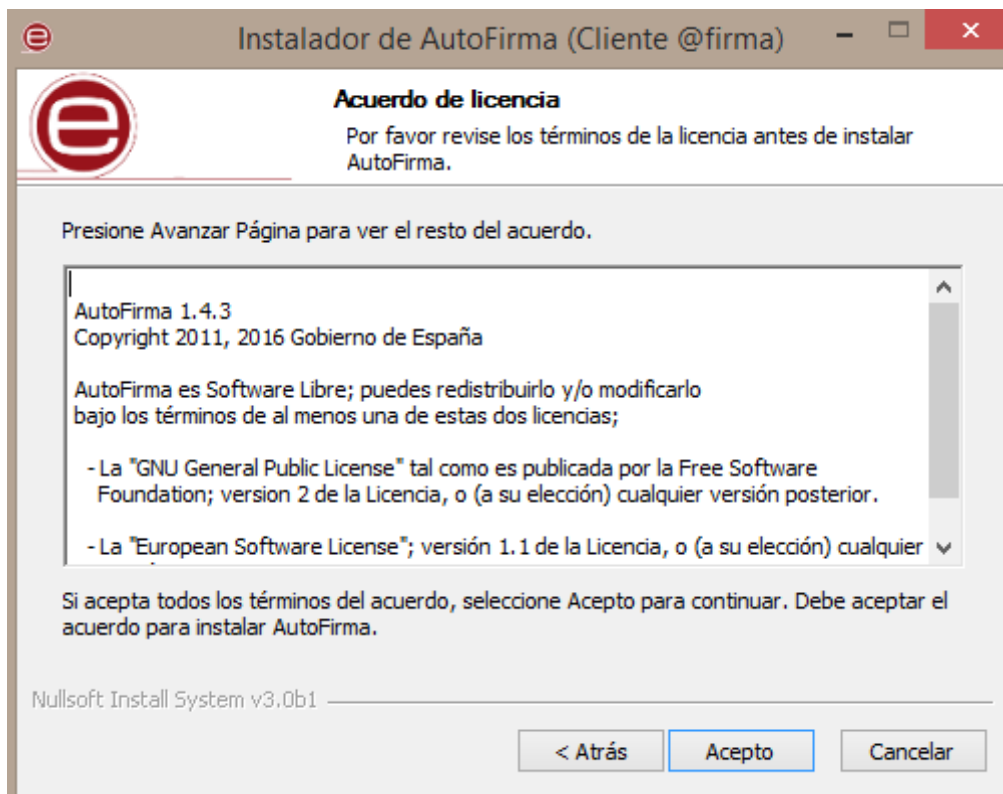 Instalador de AutoFirma (Cliente @firma)
e
Acuerdo de licencia
Por favor revise los términos de la licencia antes de instalar
AutoFirma.
Presione Avanzar Página para ver el resto del acuerdo.
AutoFirma 1.4.3
Copyright 2011, 2016 Gobierno de España
AutoFirma es Software Libre; puedes redistribuirlo y/o modificarlo
bajo los términos de al menos una de estas dos licencias;
- La "GNU General Public License" tal como es publicada por la Free Software
Foundation; version 2 de la Licencia, o (a su elección) cualquier versión posterior.
- La "European Software License"; versión 1.1 de la Licencia, o (a su elección) cualquier
Si acepta todos los términos del acuerdo, seleccione Acepto para continuar. Debe aceptar el
acuerdo para instalar AutoFirma.
Nullsoft Install System v3.0b1
< Atrás Acepto Cancelar